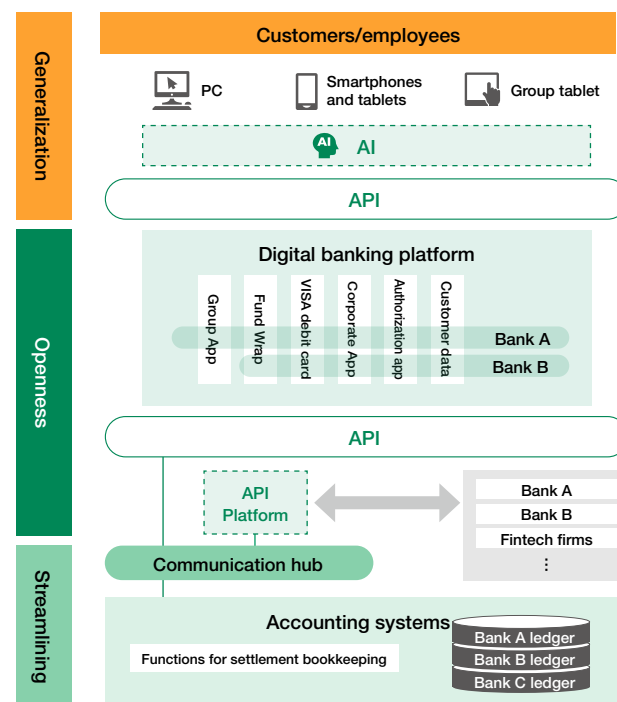 Generalization
Customers/employees
PC
Smartphones
and tablets
Group tablet
AI
AI
API
Openness
Digital banking platform
Group App
Fund Wrap
VISA debit card
Corporate App
Authorization app
Customer data
Bank A
Bank B
API
API
Platform
Bank A
Bank B
Fintech firms
⋮
Communication hub
Streamlining
Accounting systems
Functions for settlement bookkeeping
Bank A ledger
Bank B ledger
Bank C ledger